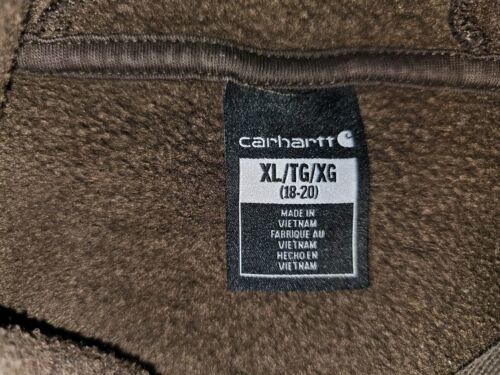 carhartt
XL/TG/XG
(18-20)
MADE IN
VIETNAM
FABRIQUE AU
VIETNAM
HECHO EN
VIETNAM